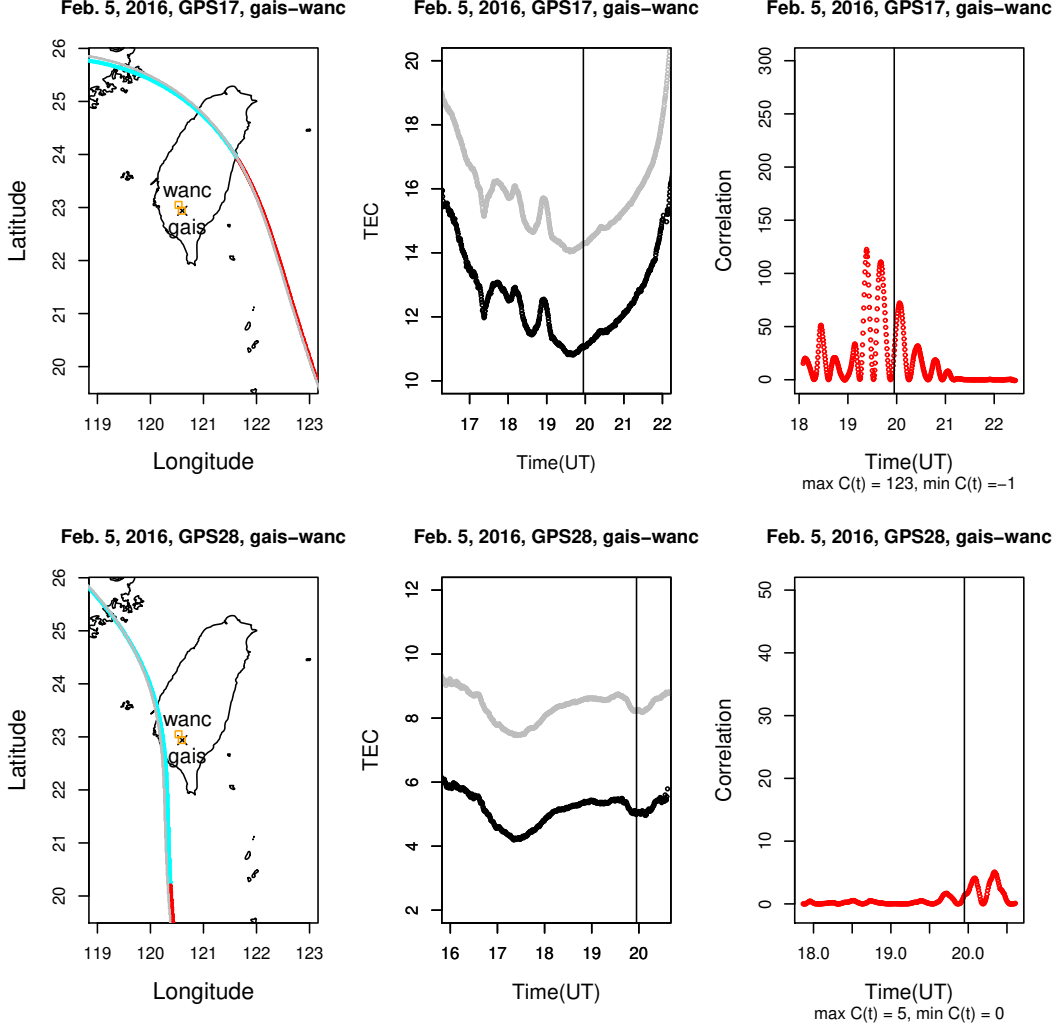 Feb. 5, 2016, GPS17, gais−wanc
26
25
24
23
22
21
20
Latitude
wanc
gais
119 120 121 122 123
Longitude
Feb. 5, 2016, GPS17, gais−wanc
20
18
16
14
12
10
TEC
17 18 19 20 21 22
Time(UT)
Feb. 5, 2016, GPS17, gais−wanc
300
250
200
150
100
50
0
Correlation
18 19 20 21 22
Time(UT)
max C(t) = 123, min C(t) =−1
Feb. 5, 2016, GPS28, gais−wanc
26
25
24
23
22
21
20
Latitude
wanc
gais
119 120 121 122 123
Longitude
Feb. 5, 2016, GPS28, gais−wanc
12
10
8
6
4
2
TEC
16 17 18 19 20
Time(UT)
Feb. 5, 2016, GPS28, gais−wanc
50
40
30
20
10
0
Correlation
18.0 19.0 20.0
Time(UT)
max C(t) = 5, min C(t) = 0